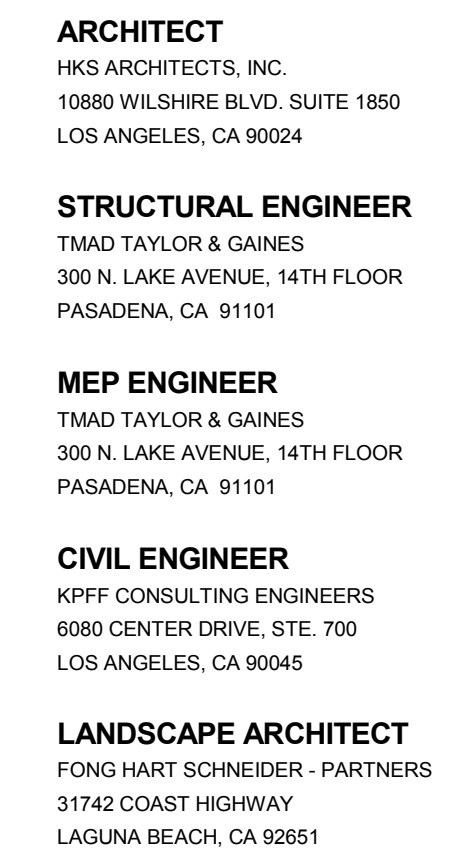 ARCHITECT
HKS ARCHITECTS, INC.
10880 WILSHIRE BLVD. SUITE 1850
LOS ANGELES, CA 90024
STRUCTURAL ENGINEER
TMAD TAYLOR & GAINES
300 N. LAKE AVENUE, 14TH FLOOR
PASADENA, CA  91101
MEP ENGINEER
TMAD TAYLOR & GAINES
300 N. LAKE AVENUE, 14TH FLOOR
PASADENA, CA  91101
CIVIL ENGINEER
KPFF CONSULTING ENGINEERS
6080 CENTER DRIVE, STE. 700
LOS ANGELES, CA 90045
LANDSCAPE ARCHITECT
FONG HART SCHNEIDER - PARTNERS
31742 COAST HIGHWAY
LAGUNA BEACH, CA 92651